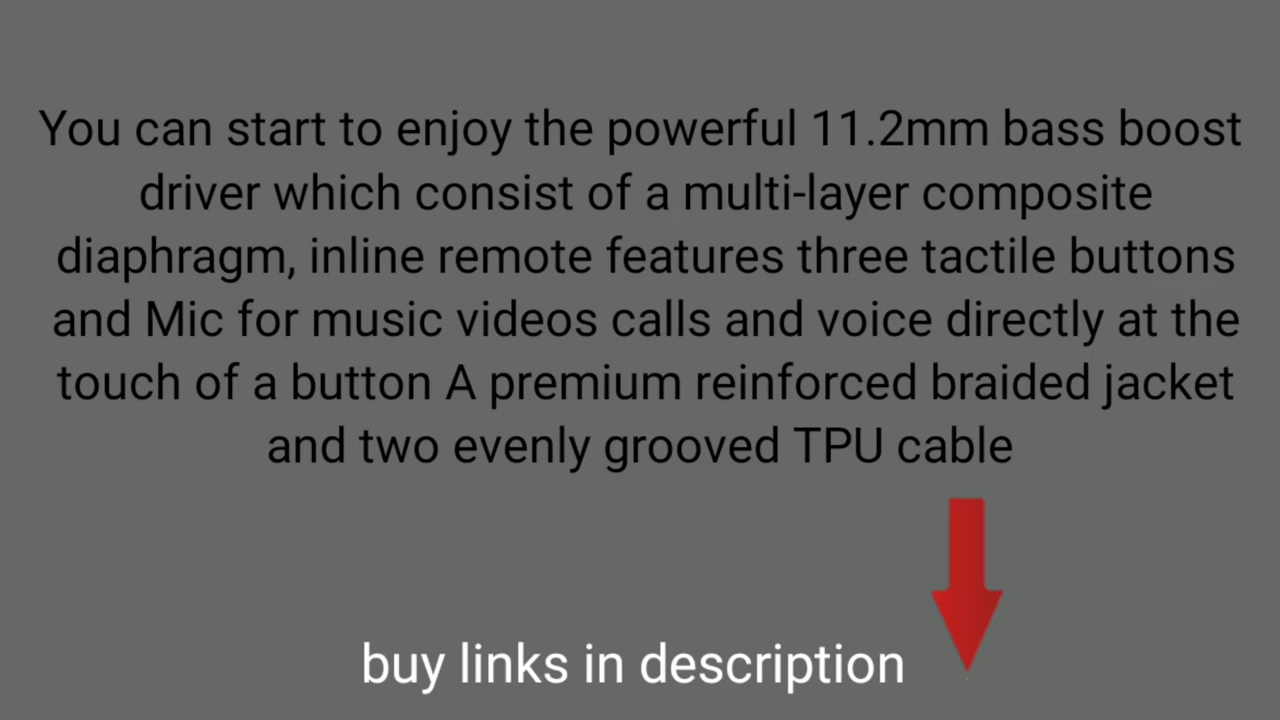 You can start to enjoy the powerful 11.2mm bass boost
driver which consist of a multi-layer composite
diaphragm, inline remote features three tactile buttons
and Mic for music videos calls and voice directly at the
touch of a button A premium reinforced braided jacket
and two evenly grooved TPU cable
buy links in description